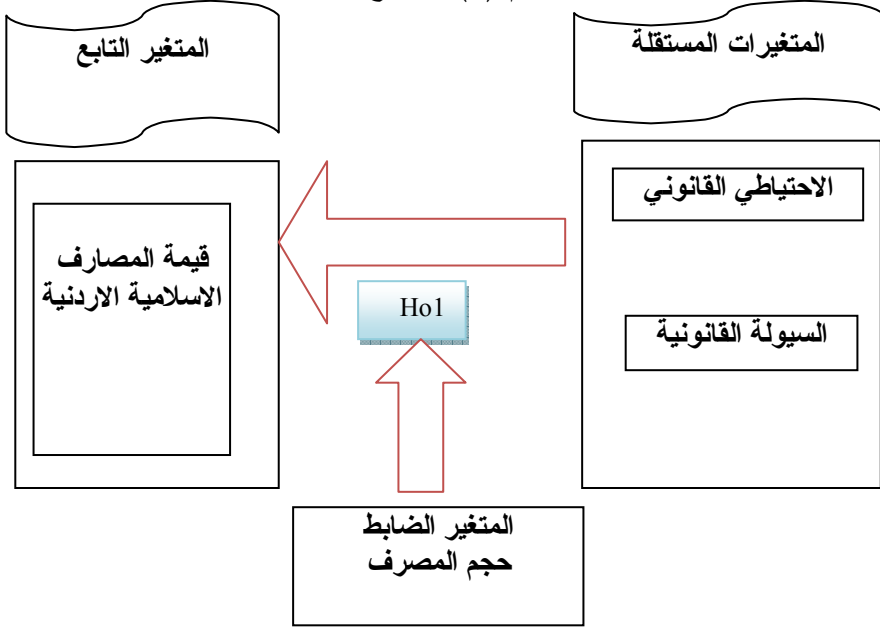 المتغيرات المستقلة
المتغير التابع
الاحتياطي القانوني
السيولة القانونية
قيمة المصارف
الاسلامية الاردنية
Ho1
المتغير الضابط
حجم المصرف